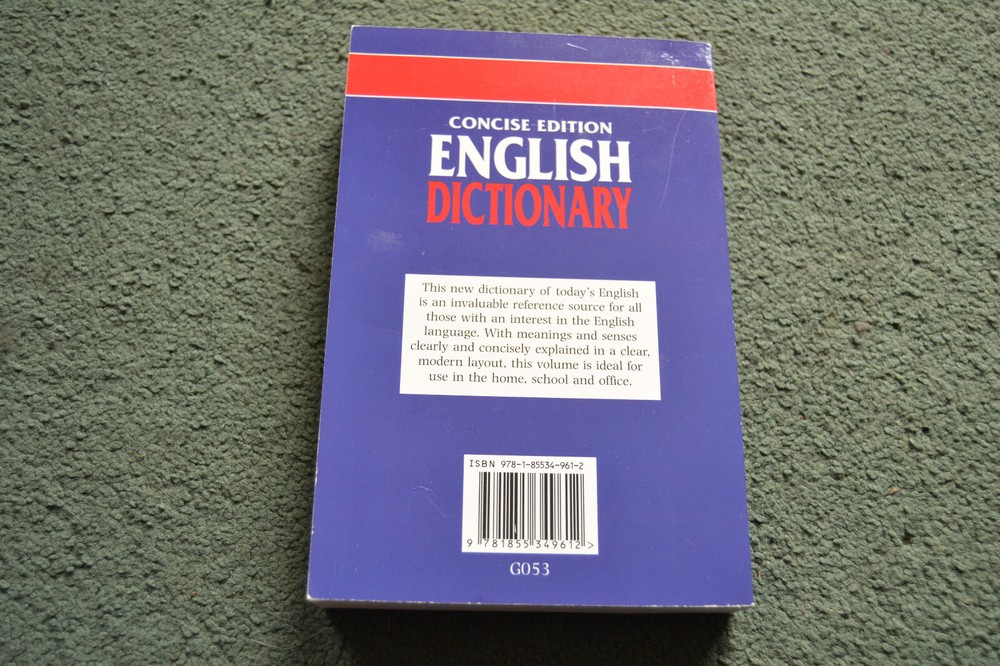 CONCISE EDITION
ENGLISH
DICTIONARY
This new dictionary of today's English
is an invaluable reference source for all
those with an interest in the English
language. With meanings and senses
clearly and concisely explained in a clear,
modern layout, this volume is ideal for
use in the home, school and office.
ISBN 978-1-85534-961-2
9 781855 349612 >
G053